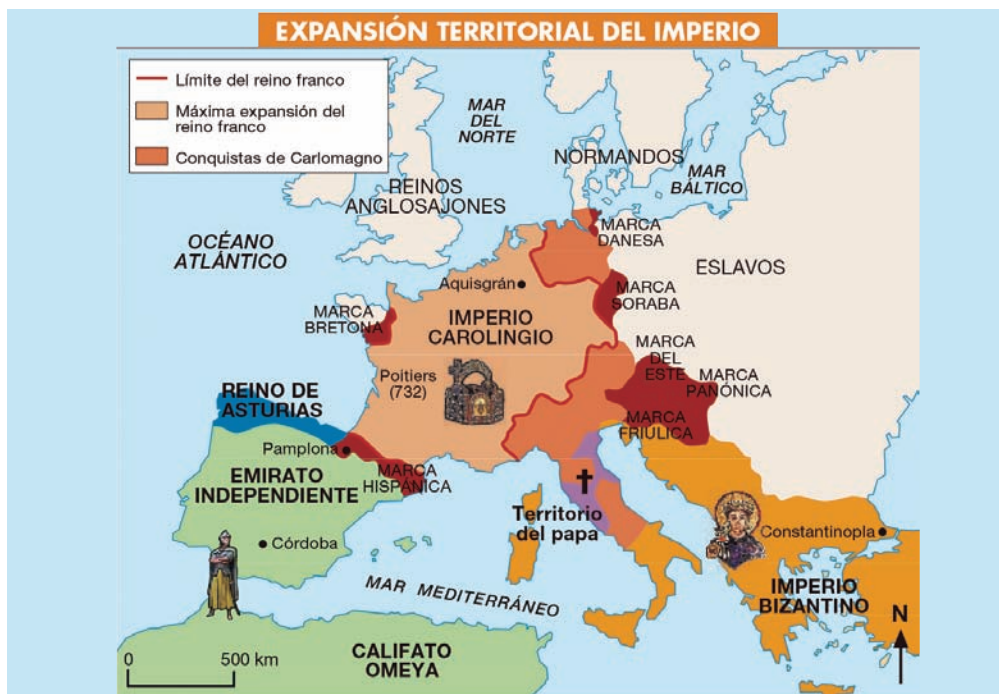 EXPANSIÓN TERRITORIAL DEL IMPERIO
Límite del reino franco
Máxima expansión del
reino franco
Conquistas de Carlomagno
MAR
DEL
NORTE
NORMANDOS
MAR
BÁLTICO
REINOS
ANGLOSAJONES
OCÉANO
ATLÁNTICO
MARCA
DANESA
ESLAVOS
Aquisgrán
MARCA
SORABA
MARCA
BRETONA
IMPERIO
CAROLINGIO
MARCA
DEL
ESTE
MARCA
PANÓNICA
Poitiers
(732)
REINO DE
ASTURIAS
MARCA
FRIÚLICA
Pamplona
MARCA
HISPÁNICA
EMIRATO
INDEPENDIENTE
Territorio
del papa
Constantinopla
Córdoba
MAR MEDITERRÁNEO
IMPERIO
BIZANTINO
N
CALIFATO
OMEYA
0 500 km